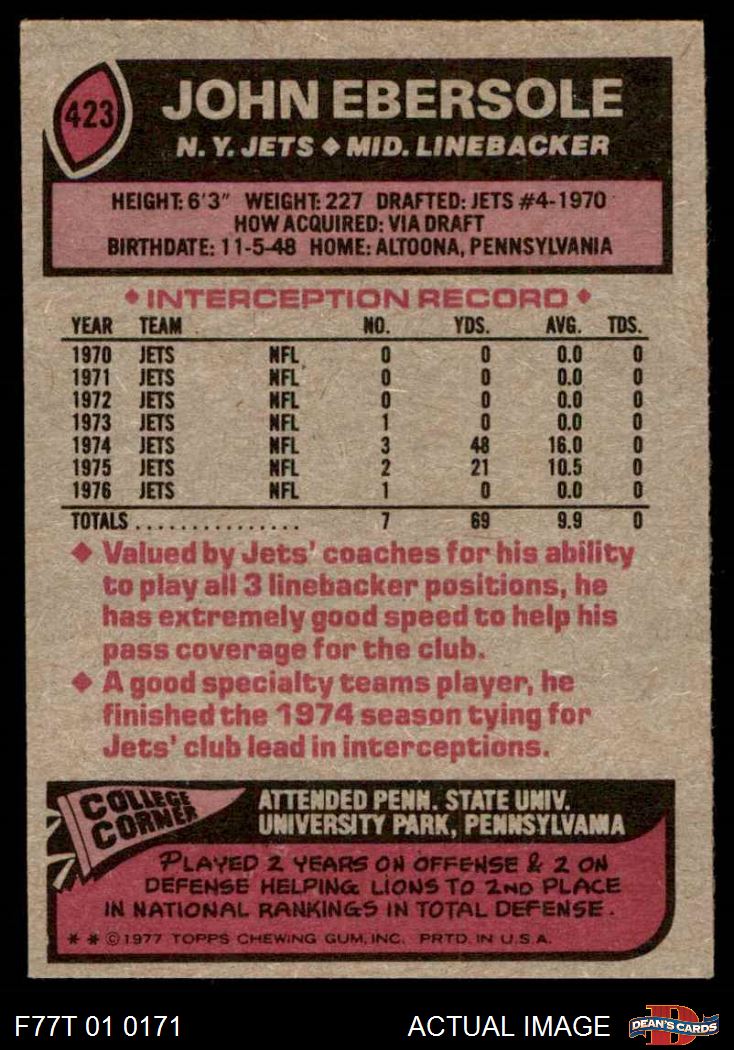 423
JOHN EBERSOLE
N.Y. JETS ♦ MID. LINEBACKER
HEIGHT: 6'3" WEIGHT: 227 DRAFTED: JETS #4-1970
HOW ACQUIRED: VIA DRAFT
BIRTHDATE: 11-5-48 HOME: ALTOONA, PENNSYLVANIA
♦ INTERCEPTION RECORD ♦
YEAR TEAM NO. YDS. AVG. TDS.
1970 JETS NFL 0 0 0.0 0
1971 JETS NFL 0 0 0.0 0
1972 JETS NFL 0 0 0.0 0
1973 JETS NFL 1 0 0.0 0
1974 JETS NFL 3 48 16.0 0
1975 JETS NFL 2 21 10.5 0
1976 JETS NFL 1 0 0.0 0
TOTALS............... 7 69 9.9 0
♦ Valued by Jets' coaches for his ability
to play all 3 linebacker positions, he
has extremely good speed to help his
pass coverage for the club.
♦ A good specialty teams player, he
finished the 1974 season tying for
Jets' club lead in interceptions.
COLLEGE
CORNER
ATTENDED PENN. STATE UNIV.
UNIVERSITY PARK, PENNSYLVANIA
PLAYED 2 YEARS ON OFFENSE & 2 ON
DEFENSE HELPING LIONS TO 2ND PLACE
IN NATIONAL RANKINGS IN TOTAL DEFENSE.
* * © 1977 TOPPS CHEWING GUM, INC. PRTD. IN U.S.A.
F77T 01 0171 ACTUAL IMAGE
D
DEAN'S CARDS